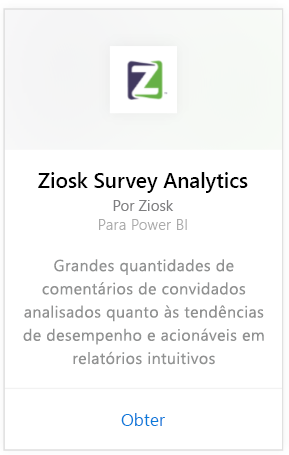 Z
Ziosk Survey Analytics
Por Ziosk
Para Power BI
Grandes quantidades de
comentários de convidados
analisados quanto às tendências
de desempenho e acionáveis em
relatórios intuitivos
Obter